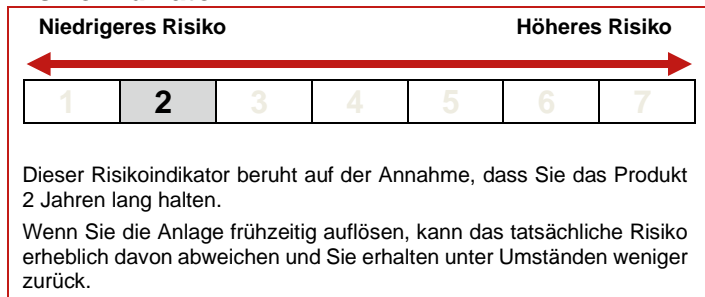 Niedrigeres Risiko Höheres Risiko
1 2 3 4 5 6 7
Dieser Risikoindikator beruht auf der Annahme, dass Sie das Produkt
2 Jahren lang halten.
Wenn Sie die Anlage frühzeitig auflösen, kann das tatsächliche Risiko
erheblich davon abweichen und Sie erhalten unter Umständen weniger
zurück.